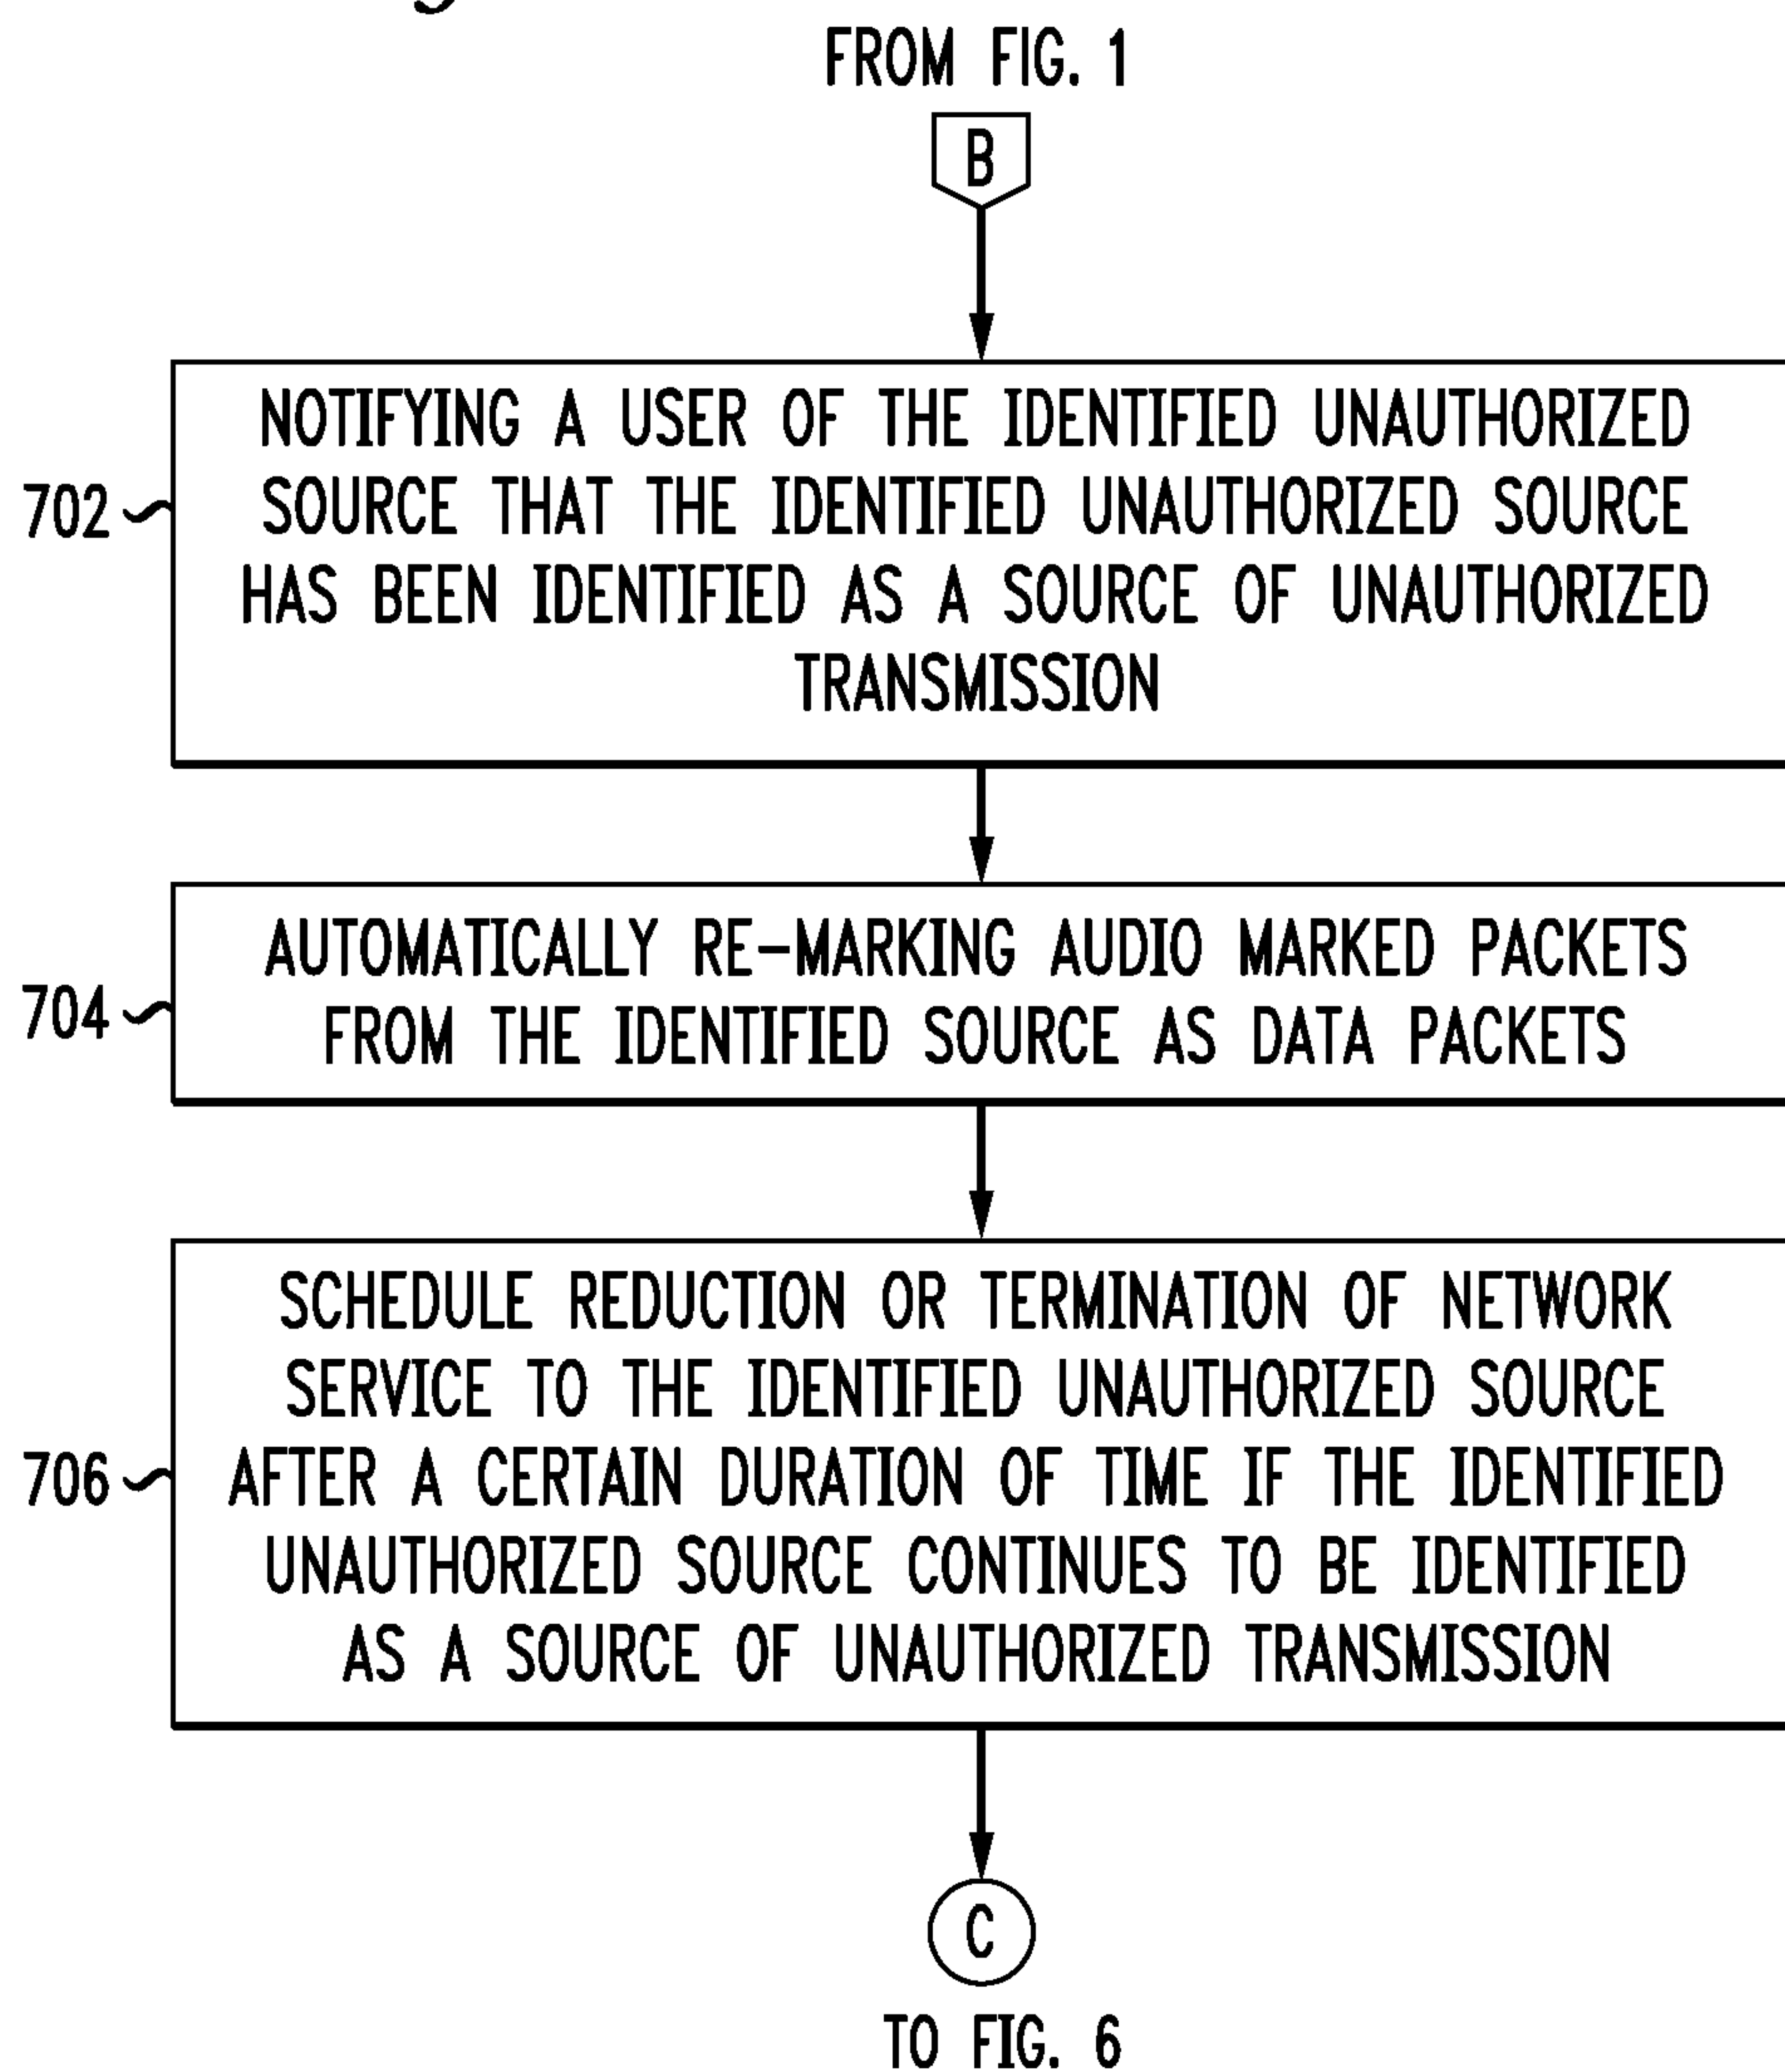 FROM FIG. 1
B
NOTIFYING A USER OF THE IDENTIFIED UNAUTHORIZED
SOURCE THAT THE IDENTIFIED UNAUTHORIZED SOURCE
HAS BEEN IDENTIFIED AS A SOURCE OF UNAUTHORIZED
TRANSMISSION
702
AUTOMATICALLY RE-MARKING AUDIO MARKED PACKETS
FROM THE IDENTIFIED SOURCE AS DATA PACKETS
704
SCHEDULE REDUCTION OR TERMINATION OF NETWORK
SERVICE TO THE IDENTIFIED UNAUTHORIZED SOURCE
AFTER A CERTAIN DURATION OF TIME IF THE IDENTIFIED
UNAUTHORIZED SOURCE CONTINUES TO BE IDENTIFIED
AS A SOURCE OF UNAUTHORIZED TRANSMISSION
706
C
TO FIG. 6